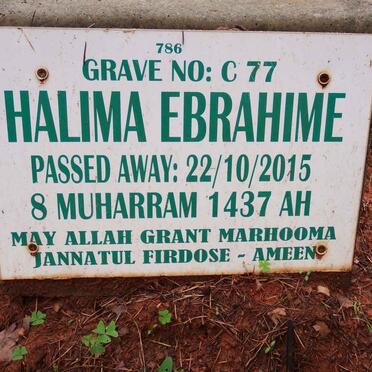 786
GRAVE NO: C 77
HALIMA EBRAHIME
PASSED AWAY: 22/10/2015
8 MUHARRAM 1437 AH
MAY ALLAH GRANT MARHOOMA
JANNATUL FIRDOSE - AMEEN